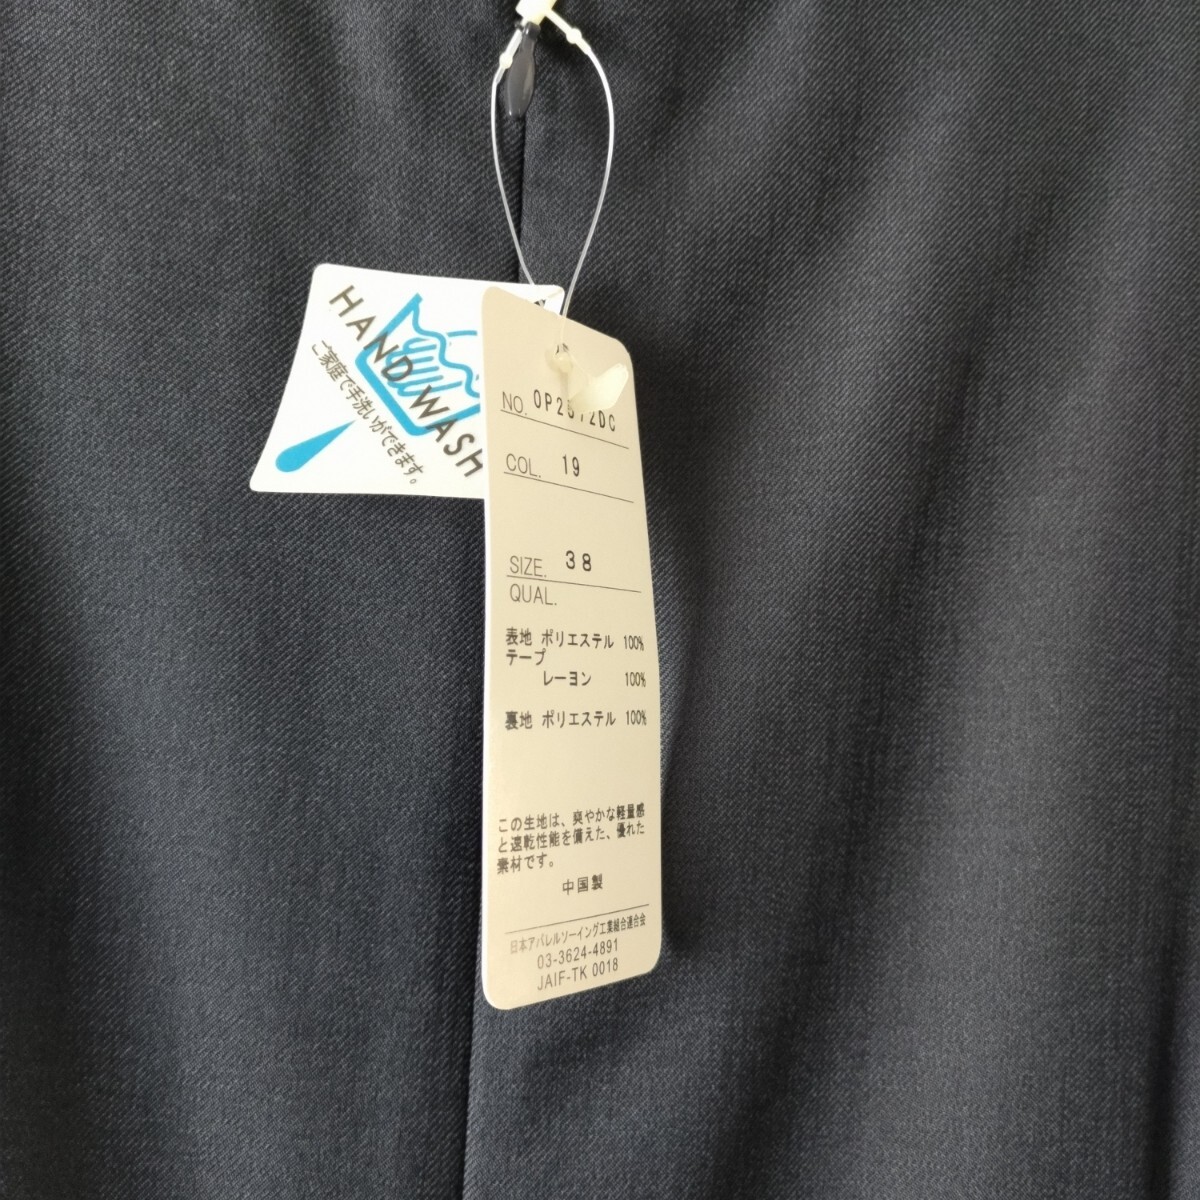 HAND WASH
ご家庭で手洗いができます。
NO.
COL. 19
SIZE. 38
QUAL.
表地 ポリエステル 100%
テープ
レーヨン 100%
裏地 ポリエステル 100%
この生地は、爽やかな軽量感
と速乾性能を備えた、優れた
素材です。
中国製
日本アパレルソーイング工業組合連合会
03-3624-4891
JAIF-TK 0018